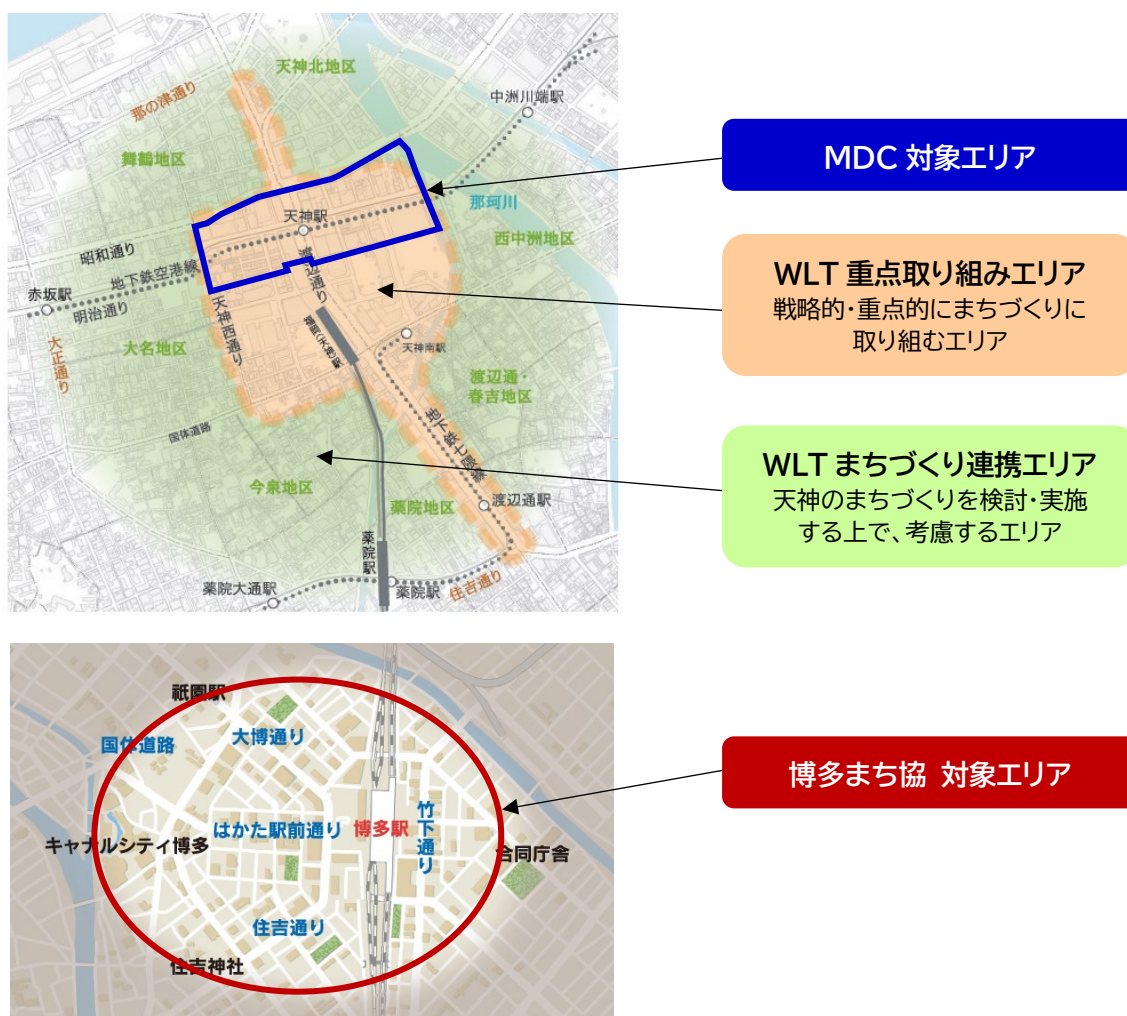 天神北地区
中洲川端駅
那の津通り
舞鶴地区
天神駅
那珂川
西中洲地区
昭和通り
地下鉄空港線
赤坂駅
明治通り
渡辺通り
天神西通り
福岡(天神)駅
天神南駅
大名地区
大正通り
渡辺通・
春吉地区
国体道路
地下鉄七隈線
今泉地区
薬院地区
渡辺通駅
薬院駅
薬院大通駅
薬院駅
住吉通り
MDC 対象エリア
WLT 重点取り組みエリア
戦略的・重点的にまちづくりに
取り組むエリア
WLT まちづくり連携エリア
天神のまちづくりを検討・実施
する上で、考慮するエリア
祇園駅
国体道路
大博通り
はかた駅前通り
博多駅
竹下通り
キャナルシティ博多
合同庁舎
住吉通り
住吉神社
博多まち協 対象エリア